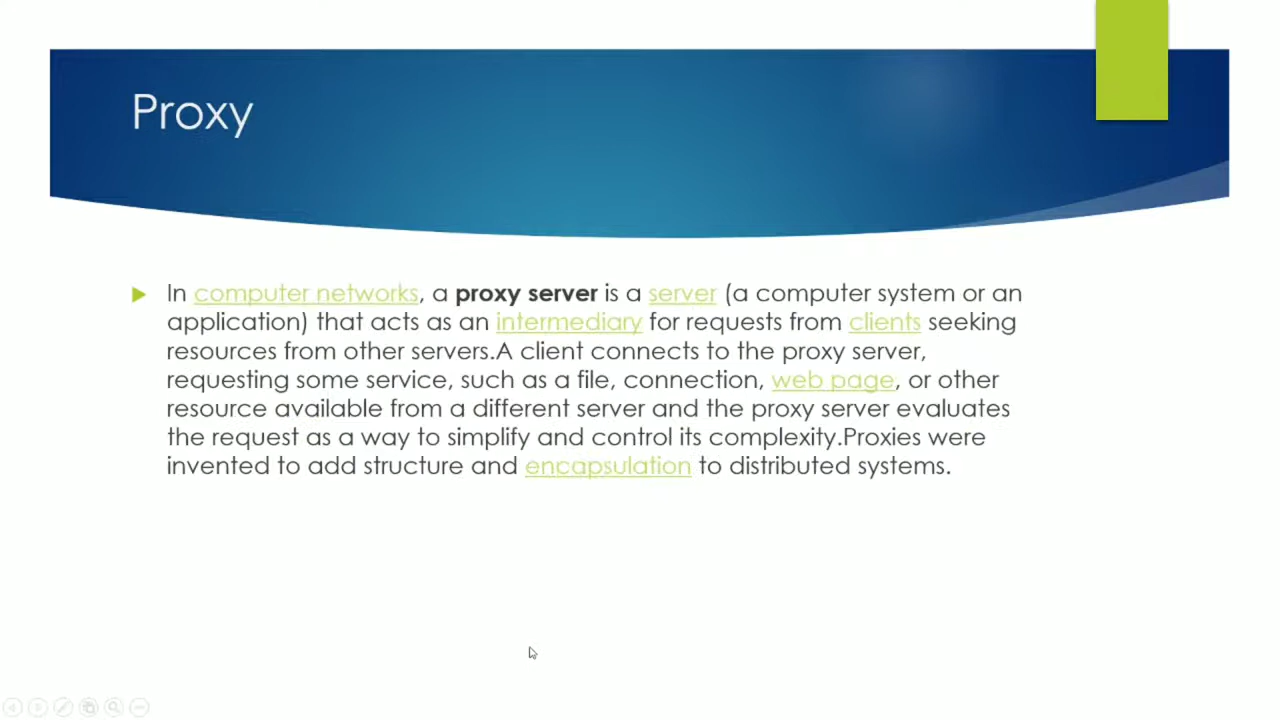 Proxy
In computer networks, a proxy server is a server (a computer system or an
application) that acts as an intermediary for requests from clients seeking
resources from other servers.A client connects to the proxy server,
requesting some service, such as a file, connection, web page, or other
resource available from a different server and the proxy server evaluates
the request as a way to simplify and control its complexity.Proxies were
invented to add structure and encapsulation to distributed systems.